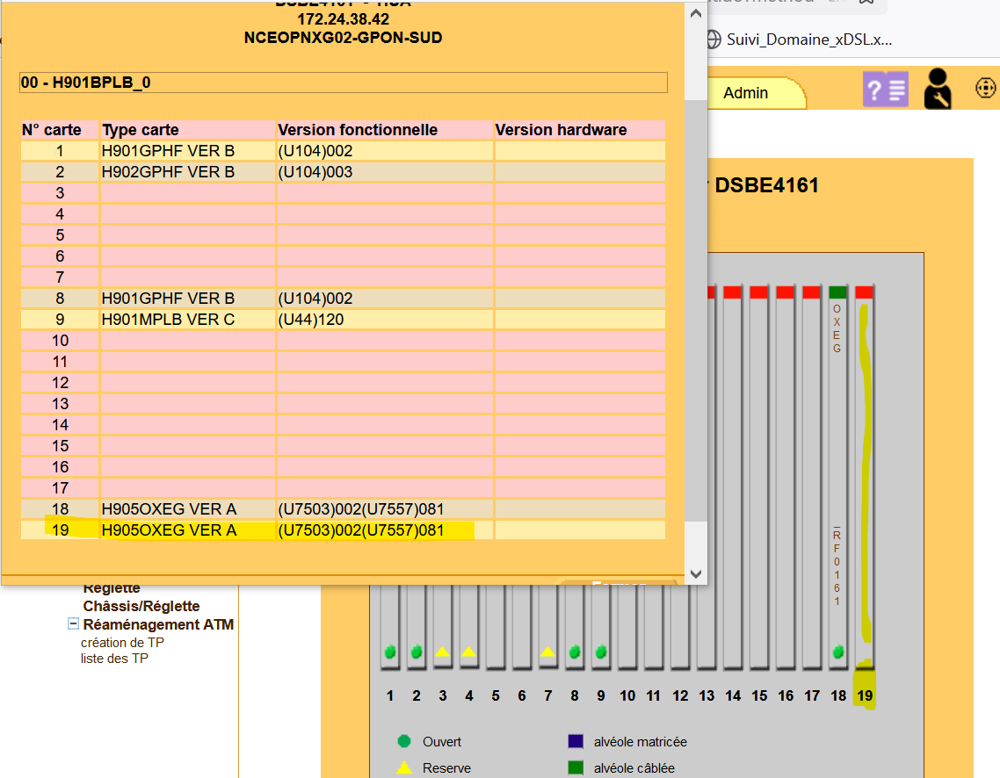 172.24.38.42
NCEOPNXG02-GPON-SUD
00 - H901BPLB_0
N° carte Type carte Version fonctionnelle Version hardware
1 H901GPHF VER B (U104)002
2 H902GPHF VER B (U104)003
3
4
5
6
7
8 H901GPHF VER B (U104)002
9 H901MPLB VER C (U44)120
10
11
12
13
14
15
16
17
18 H905OXEG VER A (U7503)002(U7557)081
19 H905OXEG VER A (U7503)002(U7557)081
Suivi_Domaine_xDSL.x...
Admin
DSBE4161
OXEG
_RF0161
Réglette
Châssis/Réglette
Réaménagement ATM
création de TP
liste des TP
1 2 3 4 5 6 7 8 9 10 11 12 13 14 15 16 17 18 19
Ouvert alvéole matricée
Reserve alvéole câblée